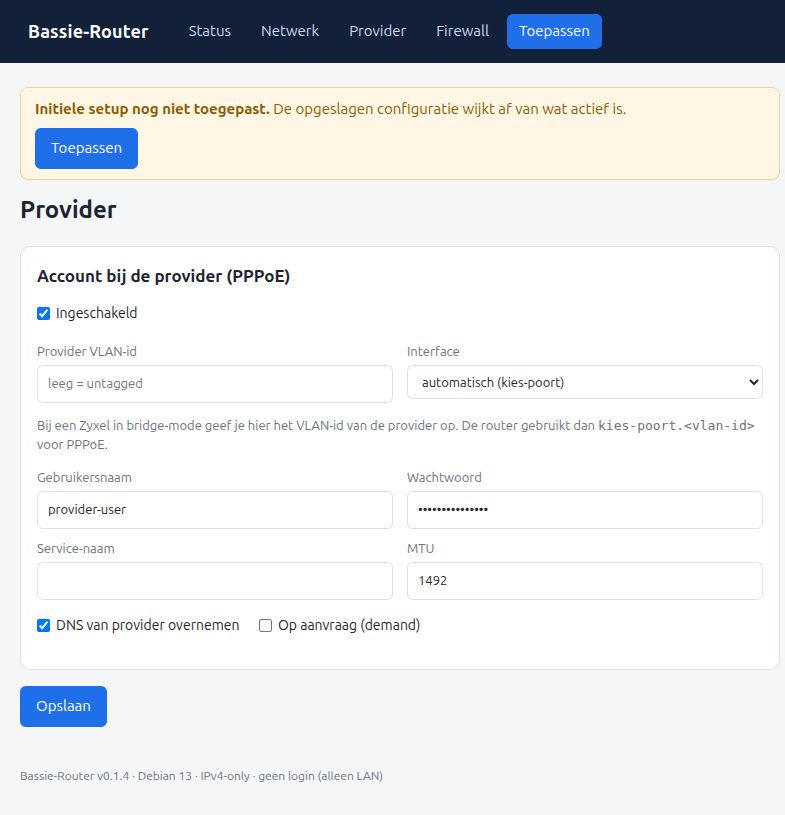 Bassie-Router Status Netwerk Provider Firewall Toepassen
Initiele setup nog niet toegepast. De opgeslagen configuratie wijkt af van wat actief is.
Toepassen
Provider
Account bij de provider (PPPoE)
Ingeschakeld
Provider VLAN-id Interface
leeg = untagged automatisch (kies-poort)
Bij een Zyxel in bridge-mode geef je hier het VLAN-id van de provider op. De router gebruikt dan kies-poort.<vlan-id>
voor PPPoE.
Gebruikersnaam Wachtwoord
provider-user •••••••••••••••
Service-naam MTU
1492
DNS van provider overnemen Op aanvraag (demand)
Opslaan
Bassie-Router v0.1.4 · Debian 13 · IPv4-only · geen login (alleen LAN)